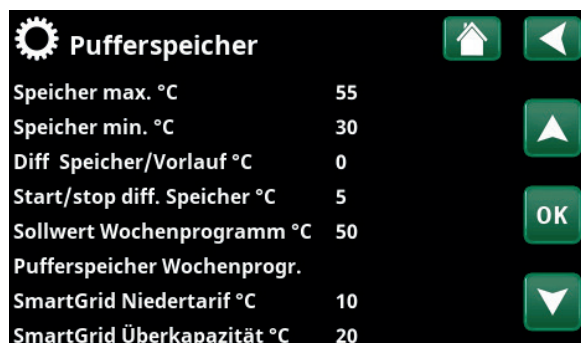 Pufferspeicher
Speicher max. °C 55
Speicher min. °C 30
Diff Speicher/Vorlauf °C 0
Start/stop diff. Speicher °C 5
OK
Sollwert Wochenprogramm °C 50
Pufferspeicher Wochenprogr.
SmartGrid Niedertarif °C 10
SmartGrid Überkapazität °C 20